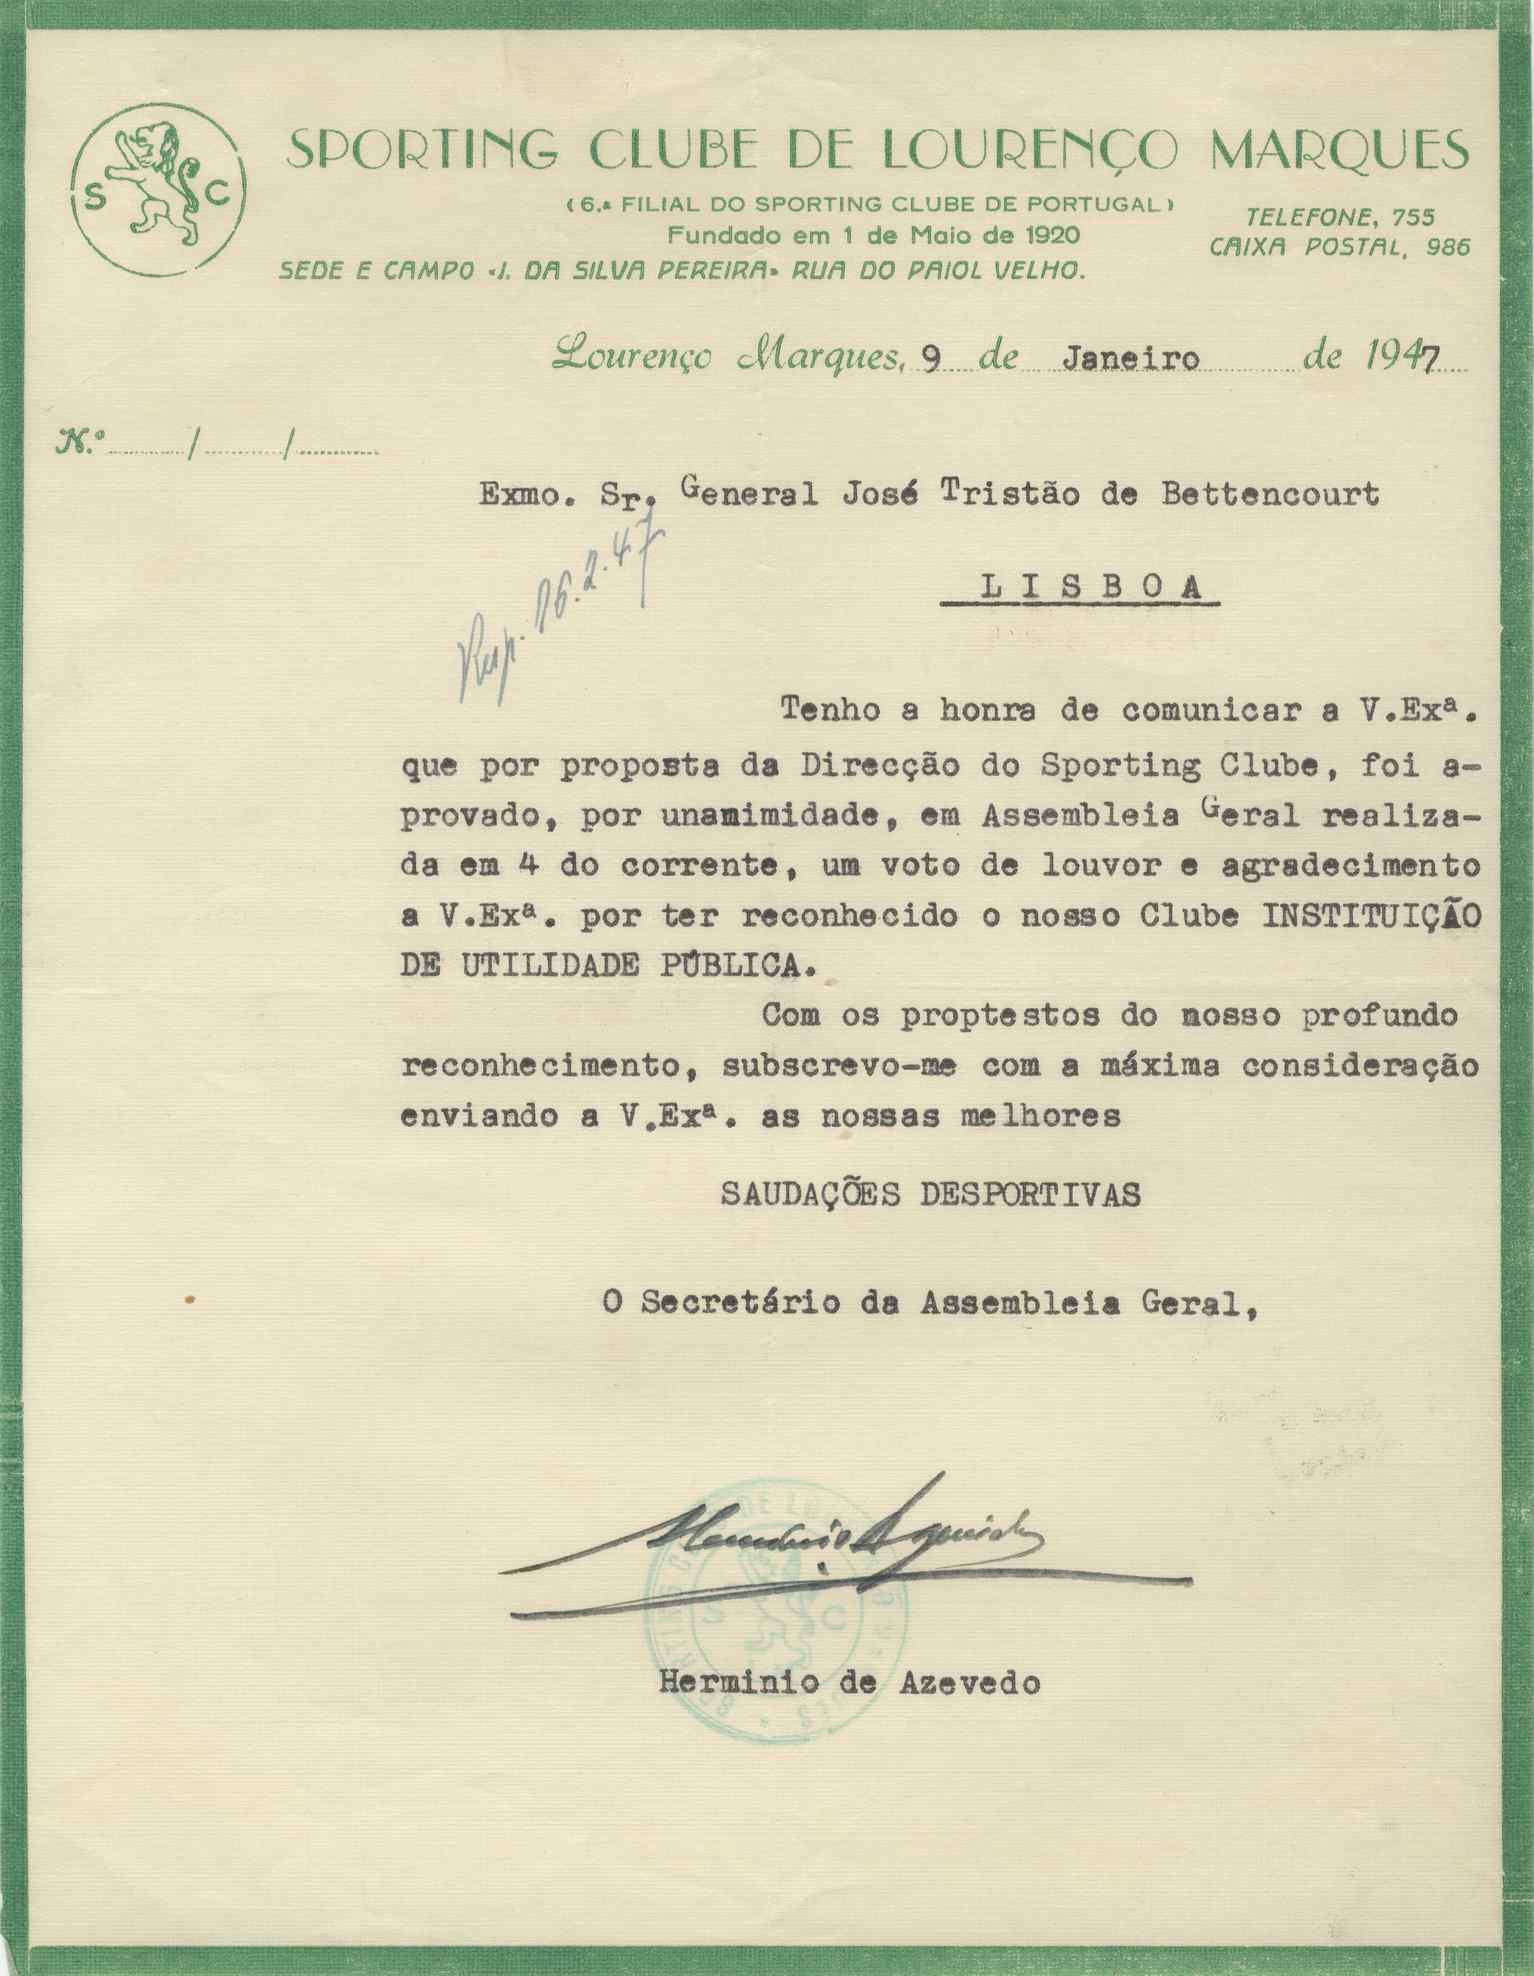 S C
SPORTING CLUBE DE LOURENÇO MARQUES
(6.ª FILIAL DO SPORTING CLUBE DE PORTUGAL)
Fundado em 1 de Maio de 1920
SEDE E CAMPO «J. DA SILVA PEREIRA» RUA DO PAIOL VELHO.
TELEFONE, 755
CAIXA POSTAL, 986
Lourenço Marques, 9 de Janeiro de 1947
N.º / /
Exmo. Sr. General José Tristão de Bettencourt
LISBOA
Resp. 16.2.47
Tenho a honra de comunicar a V.Exª.
que por proposta da Direcção do Sporting Clube, foi a-
provado, por unanimidade, em Assembleia Geral realiza-
da em 4 do corrente, um voto de louvor e agradecimento
a V.Exª. por ter reconhecido o nosso Clube INSTITUIÇÃO
DE UTILIDADE PÚBLICA.
Com os proptestos do nosso profundo
reconhecimento, subscrevo-me com a máxima consideração
enviando a V.Exª. as nossas melhores
SAUDAÇÕES DESPORTIVAS
O Secretário da Assembleia Geral,
Herminio de Azevedo